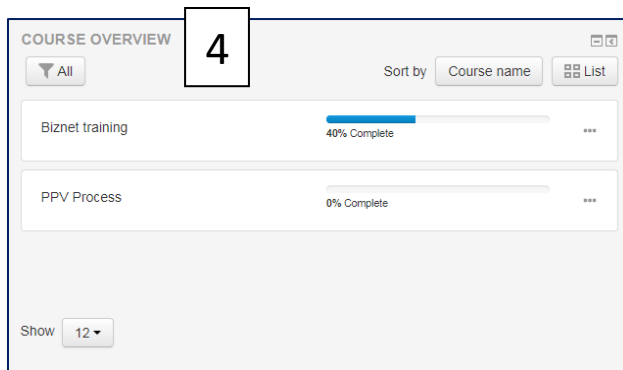 COURSE OVERVIEW
4
All
Sort by Course name List
Biznet training
40% Complete
PPV Process
0% Complete
Show 12